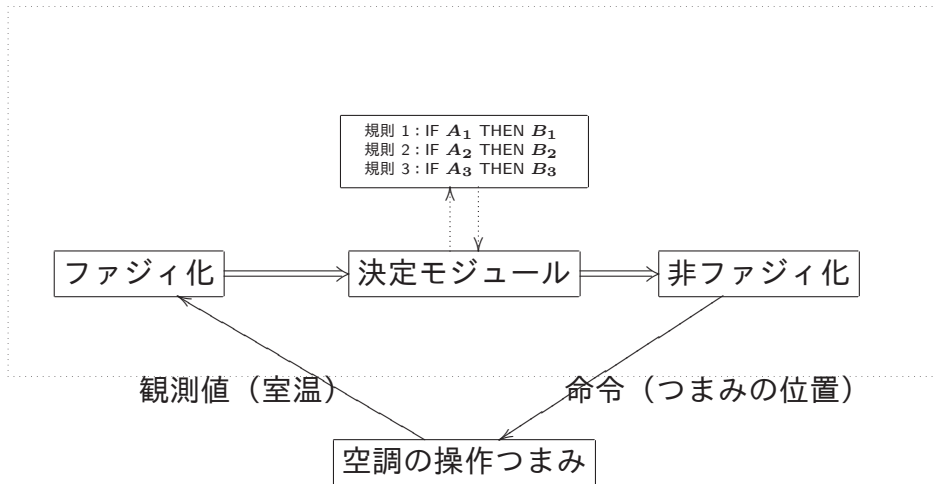 規則 1 : IF A₁ THEN B₁
規則 2 : IF A₂ THEN B₂
規則 3 : IF A₃ THEN B₃
ファジィ化
決定モジュール
非ファジィ化
観測値（室温）
命令（つまみの位置）
空調の操作つまみ